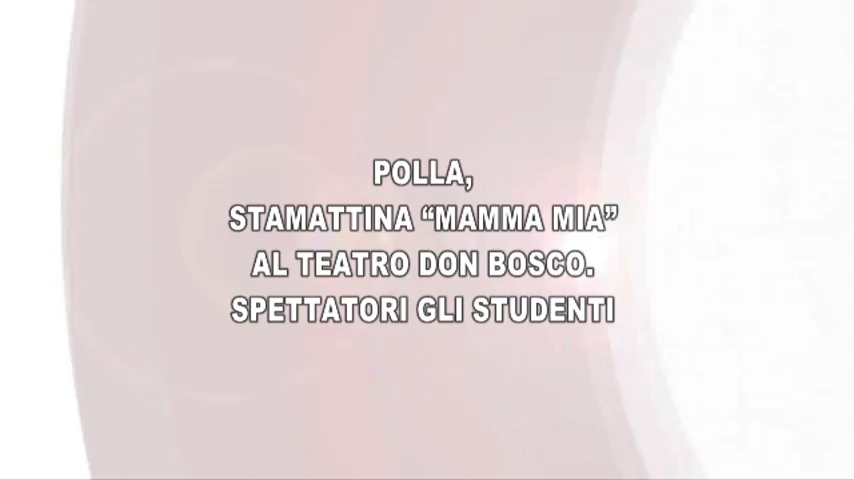 POLLA,
STAMATTINA “MAMMA MIA”
AL TEATRO DON BOSCO.
SPETTATORI GLI STUDENTI